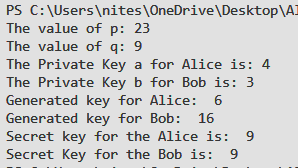 PS C:\Users\nites\OneDrive\Desktop\Al
The value of p: 23
The value of q: 9
The Private Key a for Alice is: 4
The Private Key b for Bob is: 3
Generated key for Alice:  6
Generated key for Bob:  16
Secret key for the Alice is:  9
Secret Key for the Bob is:  9